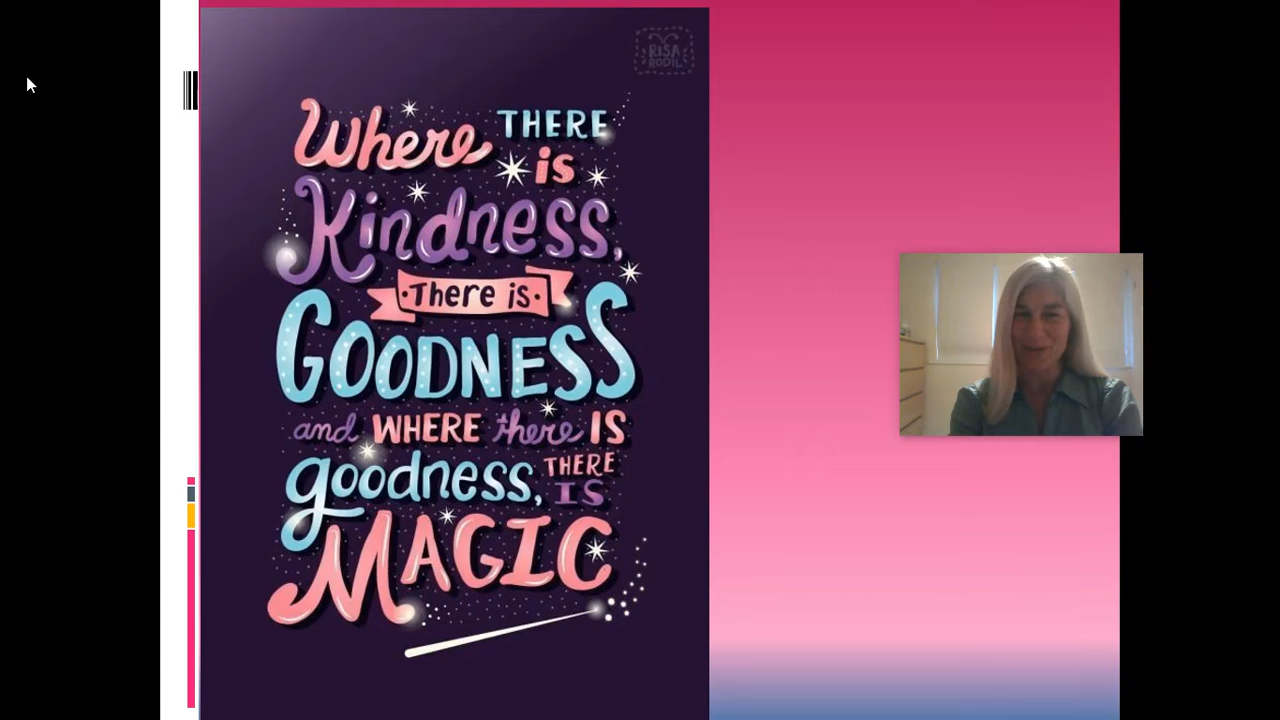 RISA
RODIL
Where THERE
is
Kindness,
There is
GOODNESS
and WHERE there IS
goodness, THERE
IS
MAGIC